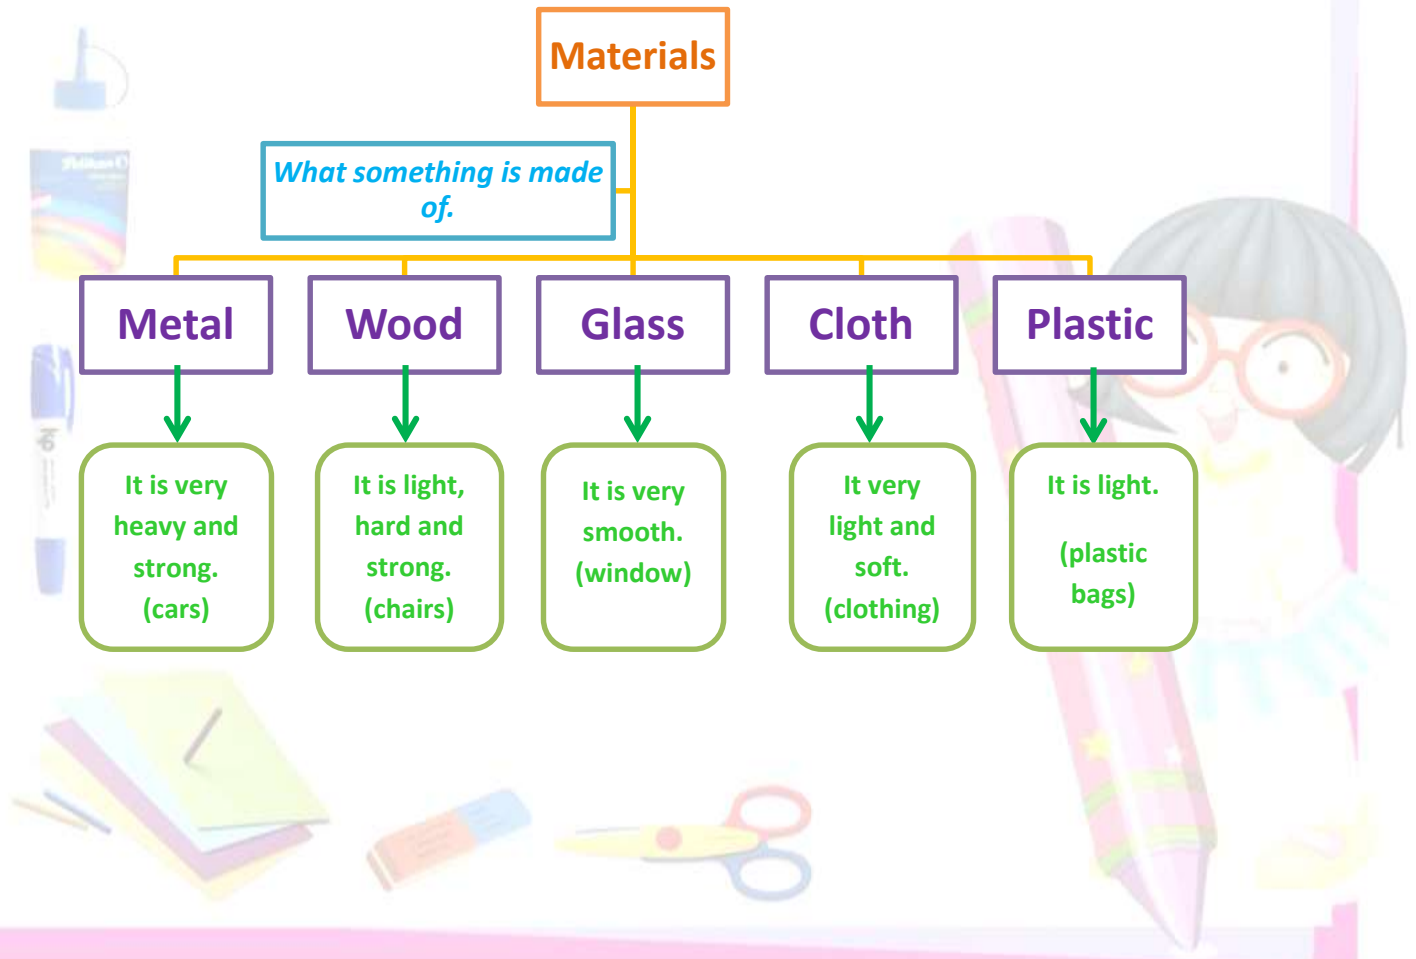 Materials
What something is made
of.
Metal
Wood
Glass
Cloth
Plastic
It is very
heavy and
strong.
(cars)
It is light,
hard and
strong.
(chairs)
It is very
smooth.
(window)
It very
light and
soft.
(clothing)
It is light.
(plastic
bags)
Pelikan